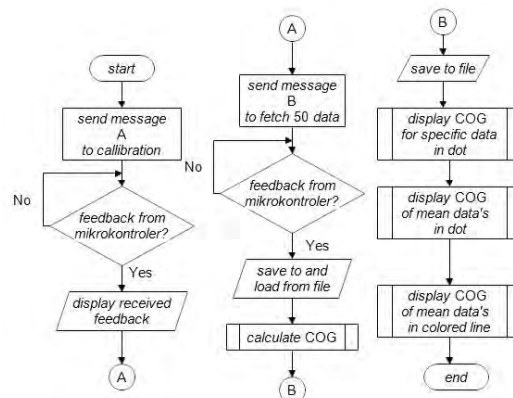 start
send message
A
to callibration
No
feedback from
mikrokontroler?
Yes
display received
feedback
A
A
send message
B
to fetch 50 data
No
feedback from
mikrokontroler?
Yes
save to and
load from file
calculate COG
B
B
save to file
display COG
for specific data
in dot
display COG
of mean data's
in dot
display COG
of mean data's
in colored line
end